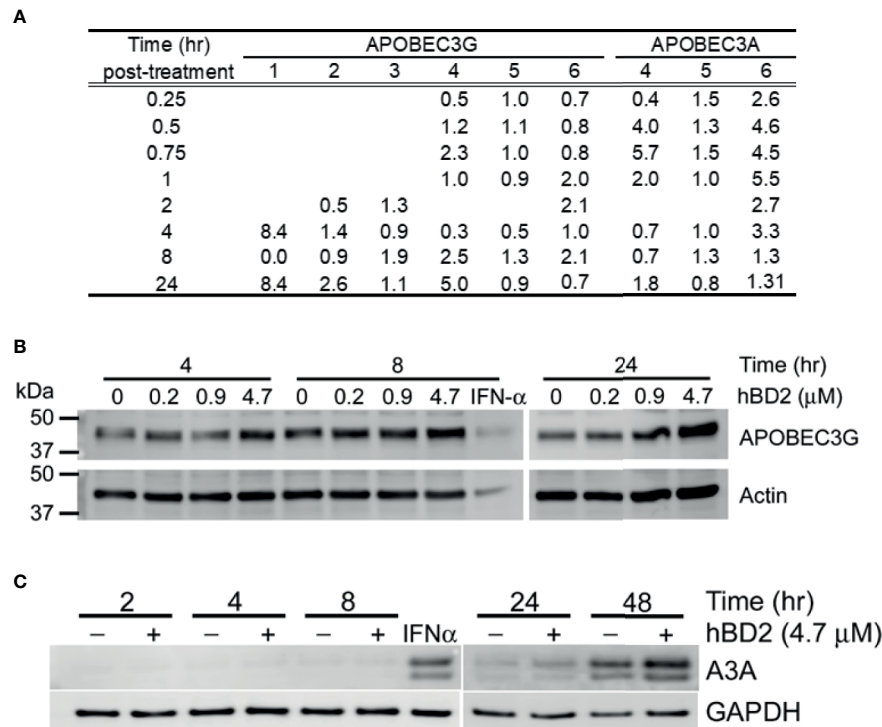 A
Time (hr) APOBEC3G APOBEC3A
post-treatment 1 2 3 4 5 6 4 5 6
0.25 0.5 1.0 0.7 0.4 1.5 2.6
0.5 1.2 1.1 0.8 4.0 1.3 4.6
0.75 2.3 1.0 0.8 5.7 1.5 4.5
1 1.0 0.9 2.0 2.0 1.0 5.5
2 0.5 1.3 2.1 2.7
4 8.4 1.4 0.9 0.3 0.5 1.0 0.7 1.0 3.3
8 0.0 0.9 1.9 2.5 1.3 2.1 0.7 1.3 1.3
24 8.4 2.6 1.1 5.0 0.9 0.7 1.8 0.8 1.31
B
4 8 24 Time (hr)
kDa 0 0.2 0.9 4.7 0 0.2 0.9 4.7 IFN-α 0 0.2 0.9 4.7 hBD2 (μM)
50
APOBEC3G
37
50
Actin
37
C
2 4 8 24 48 Time (hr)
– + – + – + IFNα – + – + hBD2 (4.7 μM)
A3A
GAPDH